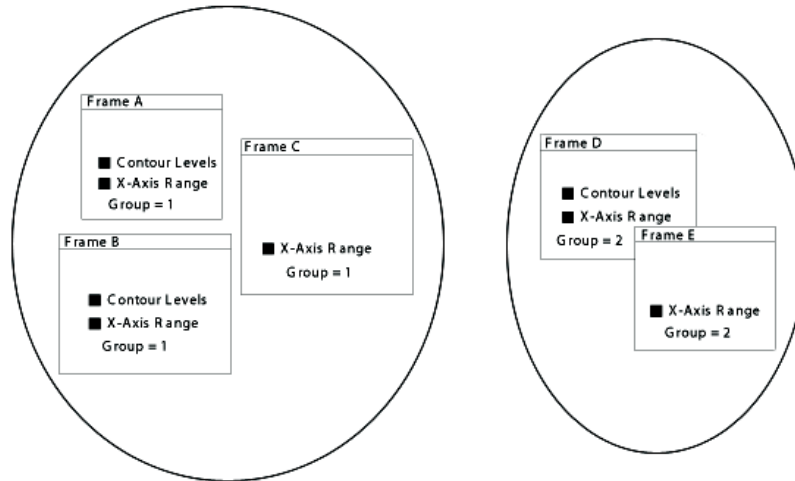 Frame A
Contour Levels
X-Axis Range
Group = 1
Frame B
Contour Levels
X-Axis Range
Group = 1
Frame C
X-Axis Range
Group = 1
Frame D
Contour Levels
X-Axis Range
Group = 2
Frame E
X-Axis Range
Group = 2